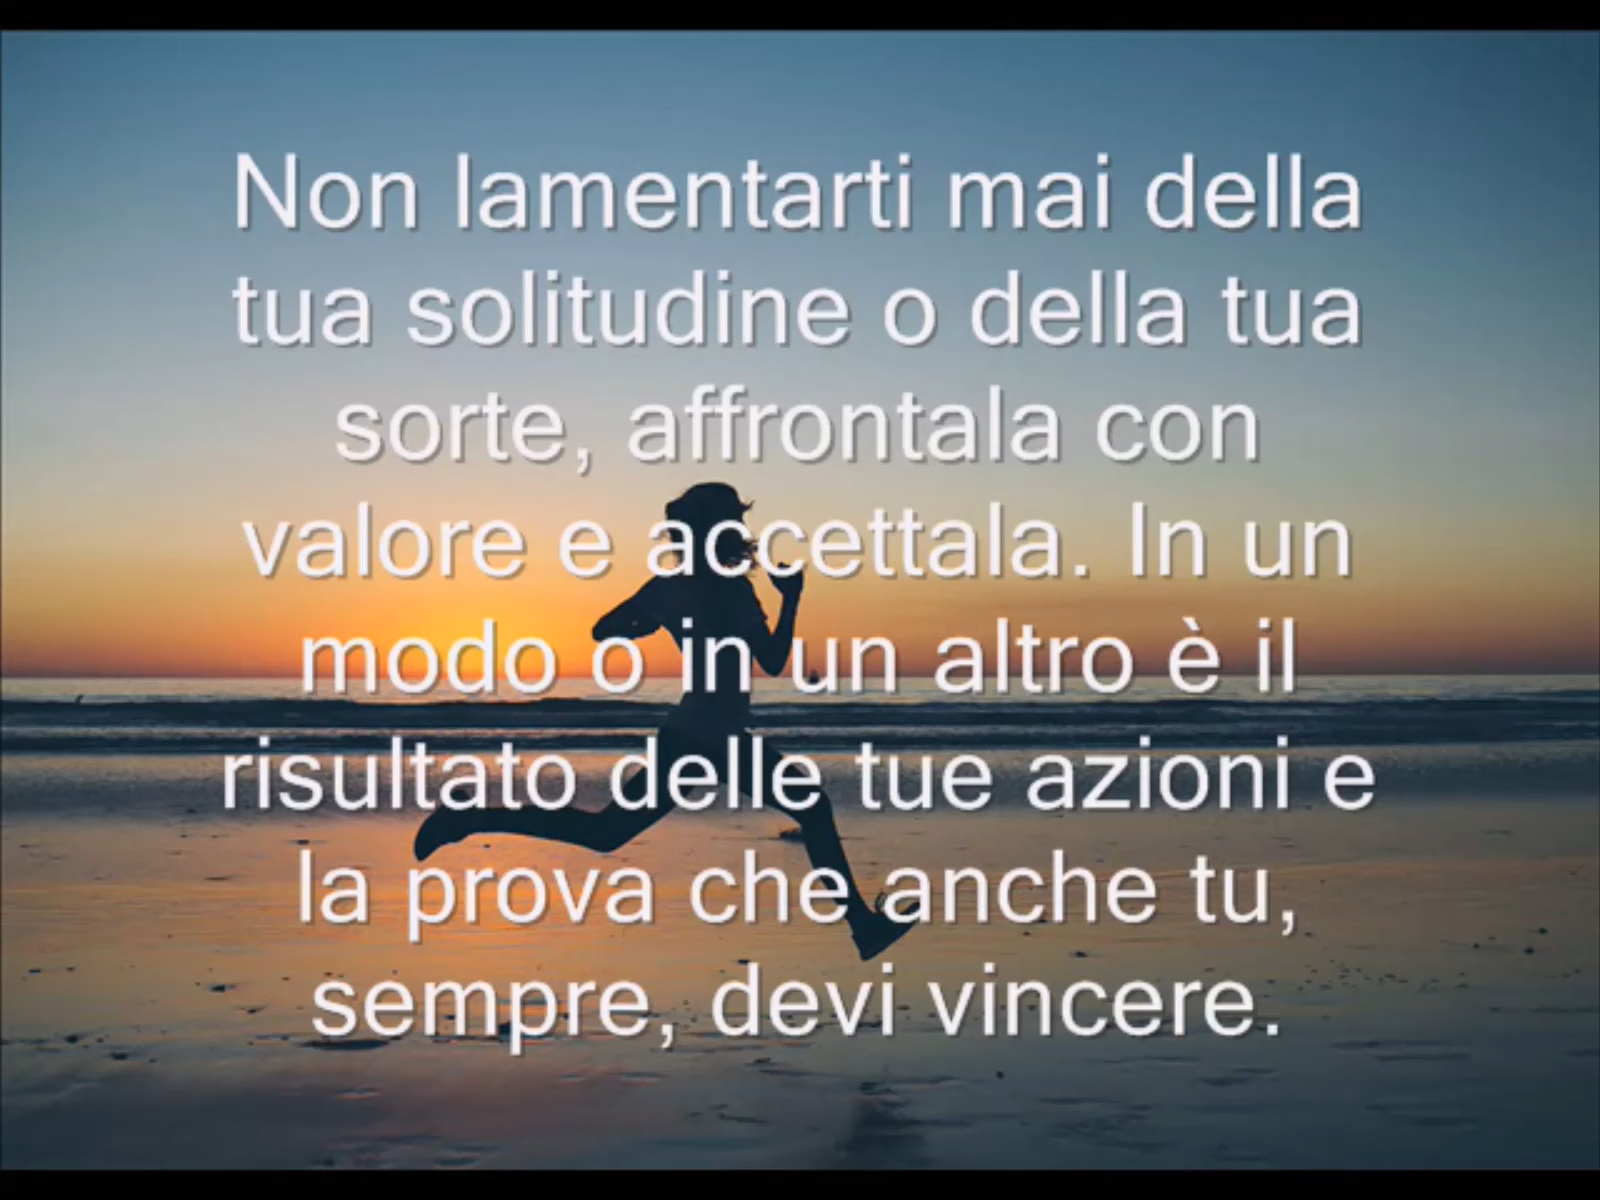 Non lamentarti mai della
tua solitudine o della tua
sorte, affrontala con
valore e accettala. In un
modo o in un altro è il
risultato delle tue azioni e
la prova che anche tu,
sempre, devi vincere.